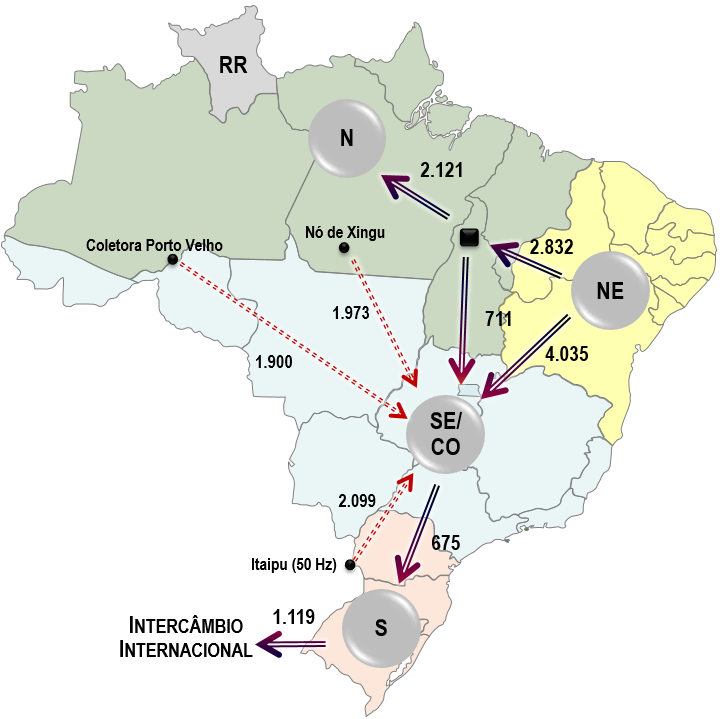 RR
N
2.121
Coletora Porto Velho
Nó de Xingu
2.832
NE
1.973
711
4.035
1.900
SE/
CO
2.099
675
Itaipu (50 Hz)
1.119
INTERCÂMBIO
INTERNACIONAL
S